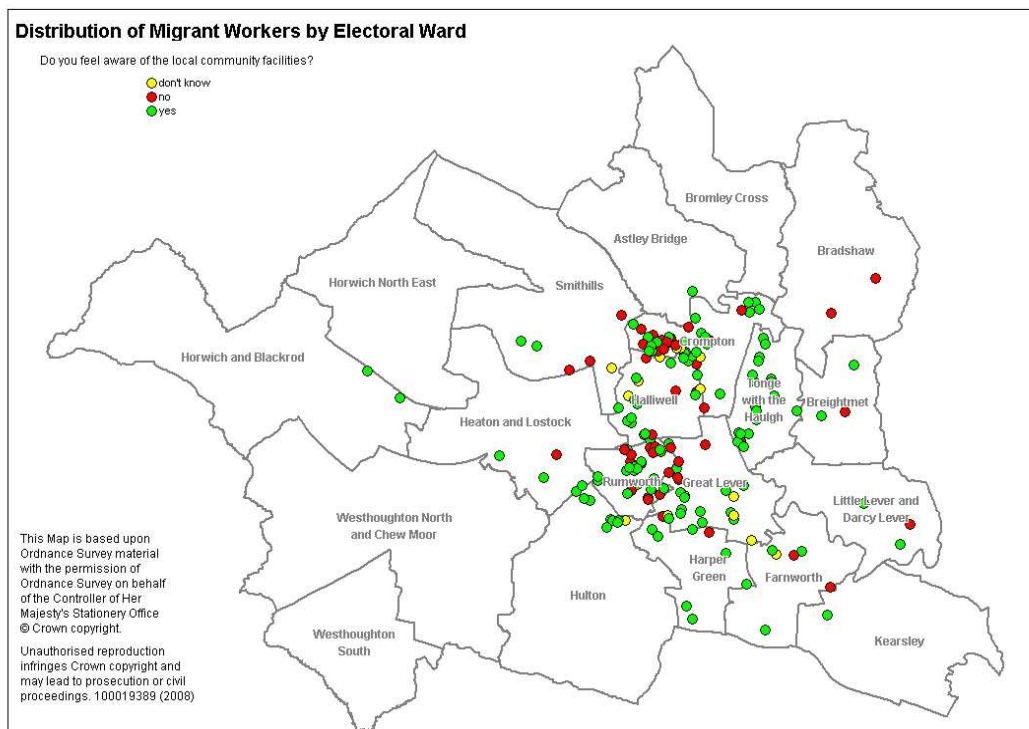 Distribution of Migrant Workers by Electoral Ward
Do you feel aware of the local community facilities?
don't know
no
yes
Bromley Cross
Astley Bridge
Bradshaw
Horwich North East
Smithills
Crompton
Horwich and Blackrod
Halliwell
Tonge
with the
Haulgh
Breightmet
Heaton and Lostock
Rumworth
Great Lever
Little Lever and
Darcy Lever
Westhoughton North
and Chew Moor
Harper
Green
Farnworth
Hulton
Westhoughton
South
Kearsley
This Map is based upon
Ordnance Survey material
with the permission of
Ordnance Survey on behalf
of the Controller of Her
Majesty's Stationery Office
© Crown copyright.
Unauthorised reproduction
infringes Crown copyright and
may lead to prosecution or civil
proceedings. 100019389 (2008)